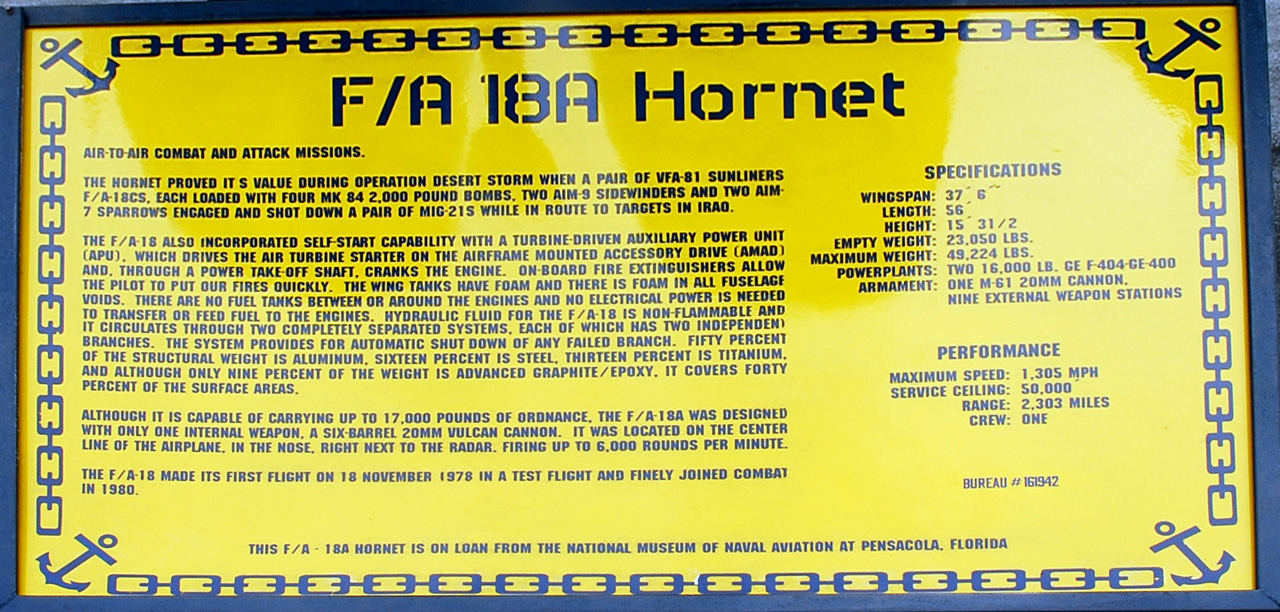 F/A 18A Hornet
AIR-TO-AIR COMBAT AND ATTACK MISSIONS.
THE HORNET PROVED IT S VALUE DURING OPERATION DESERT STORM WHEN A PAIR OF VFA-81 SUNLINERS
F/A-18CS, EACH LOADED WITH FOUR MK 84 2,000 POUND BOMBS, TWO AIM-9 SIDEWINDERS AND TWO AIM-
7 SPARROWS ENGAGED AND SHOT DOWN A PAIR OF MIG-21S WHILE IN ROUTE TO TARGETS IN IRAQ.
THE F/A-18 ALSO INCORPORATED SELF-START CAPABILITY WITH A TURBINE-DRIVEN AUXILIARY POWER UNIT
(APU), WHICH DRIVES THE AIR TURBINE STARTER ON THE AIRFRAME MOUNTED ACCESSORY DRIVE (AMAD)
AND, THROUGH A POWER TAKE-OFF SHAFT, CRANKS THE ENGINE. ON-BOARD FIRE EXTINGUISHERS ALLOW
THE PILOT TO PUT OUR FIRES QUICKLY. THE WING TANKS HAVE FOAM AND THERE IS FOAM IN ALL FUSELAGE
VOIDS. THERE ARE NO FUEL TANKS BETWEEN OR AROUND THE ENGINES AND NO ELECTRICAL POWER IS NEEDED
TO TRANSFER OR FEED FUEL TO THE ENGINES. HYDRAULIC FLUID FOR THE F/A-18 IS NON-FLAMMABLE AND
IT CIRCULATES THROUGH TWO COMPLETELY SEPARATED SYSTEMS, EACH OF WHICH HAS TWO INDEPENDENT
BRANCHES. THE SYSTEM PROVIDES FOR AUTOMATIC SHUT DOWN OF ANY FAILED BRANCH. FIFTY PERCENT
OF THE STRUCTURAL WEIGHT IS ALUMINUM, SIXTEEN PERCENT IS STEEL, THIRTEEN PERCENT IS TITANIUM,
AND ALTHOUGH ONLY NINE PERCENT OF THE WEIGHT IS ADVANCED GRAPHITE/EPOXY, IT COVERS FORTY
PERCENT OF THE SURFACE AREAS.
ALTHOUGH IT IS CAPABLE OF CARRYING UP TO 17,000 POUNDS OF ORDNANCE, THE F/A-18A WAS DESIGNED
WITH ONLY ONE INTERNAL WEAPON, A SIX-BARREL 20MM VULCAN CANNON. IT WAS LOCATED ON THE CENTER
LINE OF THE AIRPLANE, IN THE NOSE, RIGHT NEXT TO THE RADAR. FIRING UP TO 6,000 ROUNDS PER MINUTE.
THE F/A-18 MADE ITS FIRST FLIGHT ON 18 NOVEMBER 1978 IN A TEST FLIGHT AND FINELY JOINED COMBAT
IN 1980.
SPECIFICATIONS
WINGSPAN: 37´ 6´´
LENGTH: 56´
HEIGHT: 15´ 31/2
EMPTY WEIGHT: 23,050 LBS.
MAXIMUM WEIGHT: 49,224 LBS.
POWERPLANTS: TWO 16,000 LB. GE F-404-GE-400
ARMAMENT: ONE M-61 20MM CANNON,
NINE EXTERNAL WEAPON STATIONS
PERFORMANCE
MAXIMUM SPEED: 1,305 MPH
SERVICE CEILING: 50,000´
RANGE: 2,303 MILES
CREW: ONE
BUREAU # 161942
THIS F/A - 18A HORNET IS ON LOAN FROM THE NATIONAL MUSEUM OF NAVAL AVIATION AT PENSACOLA, FLORIDA